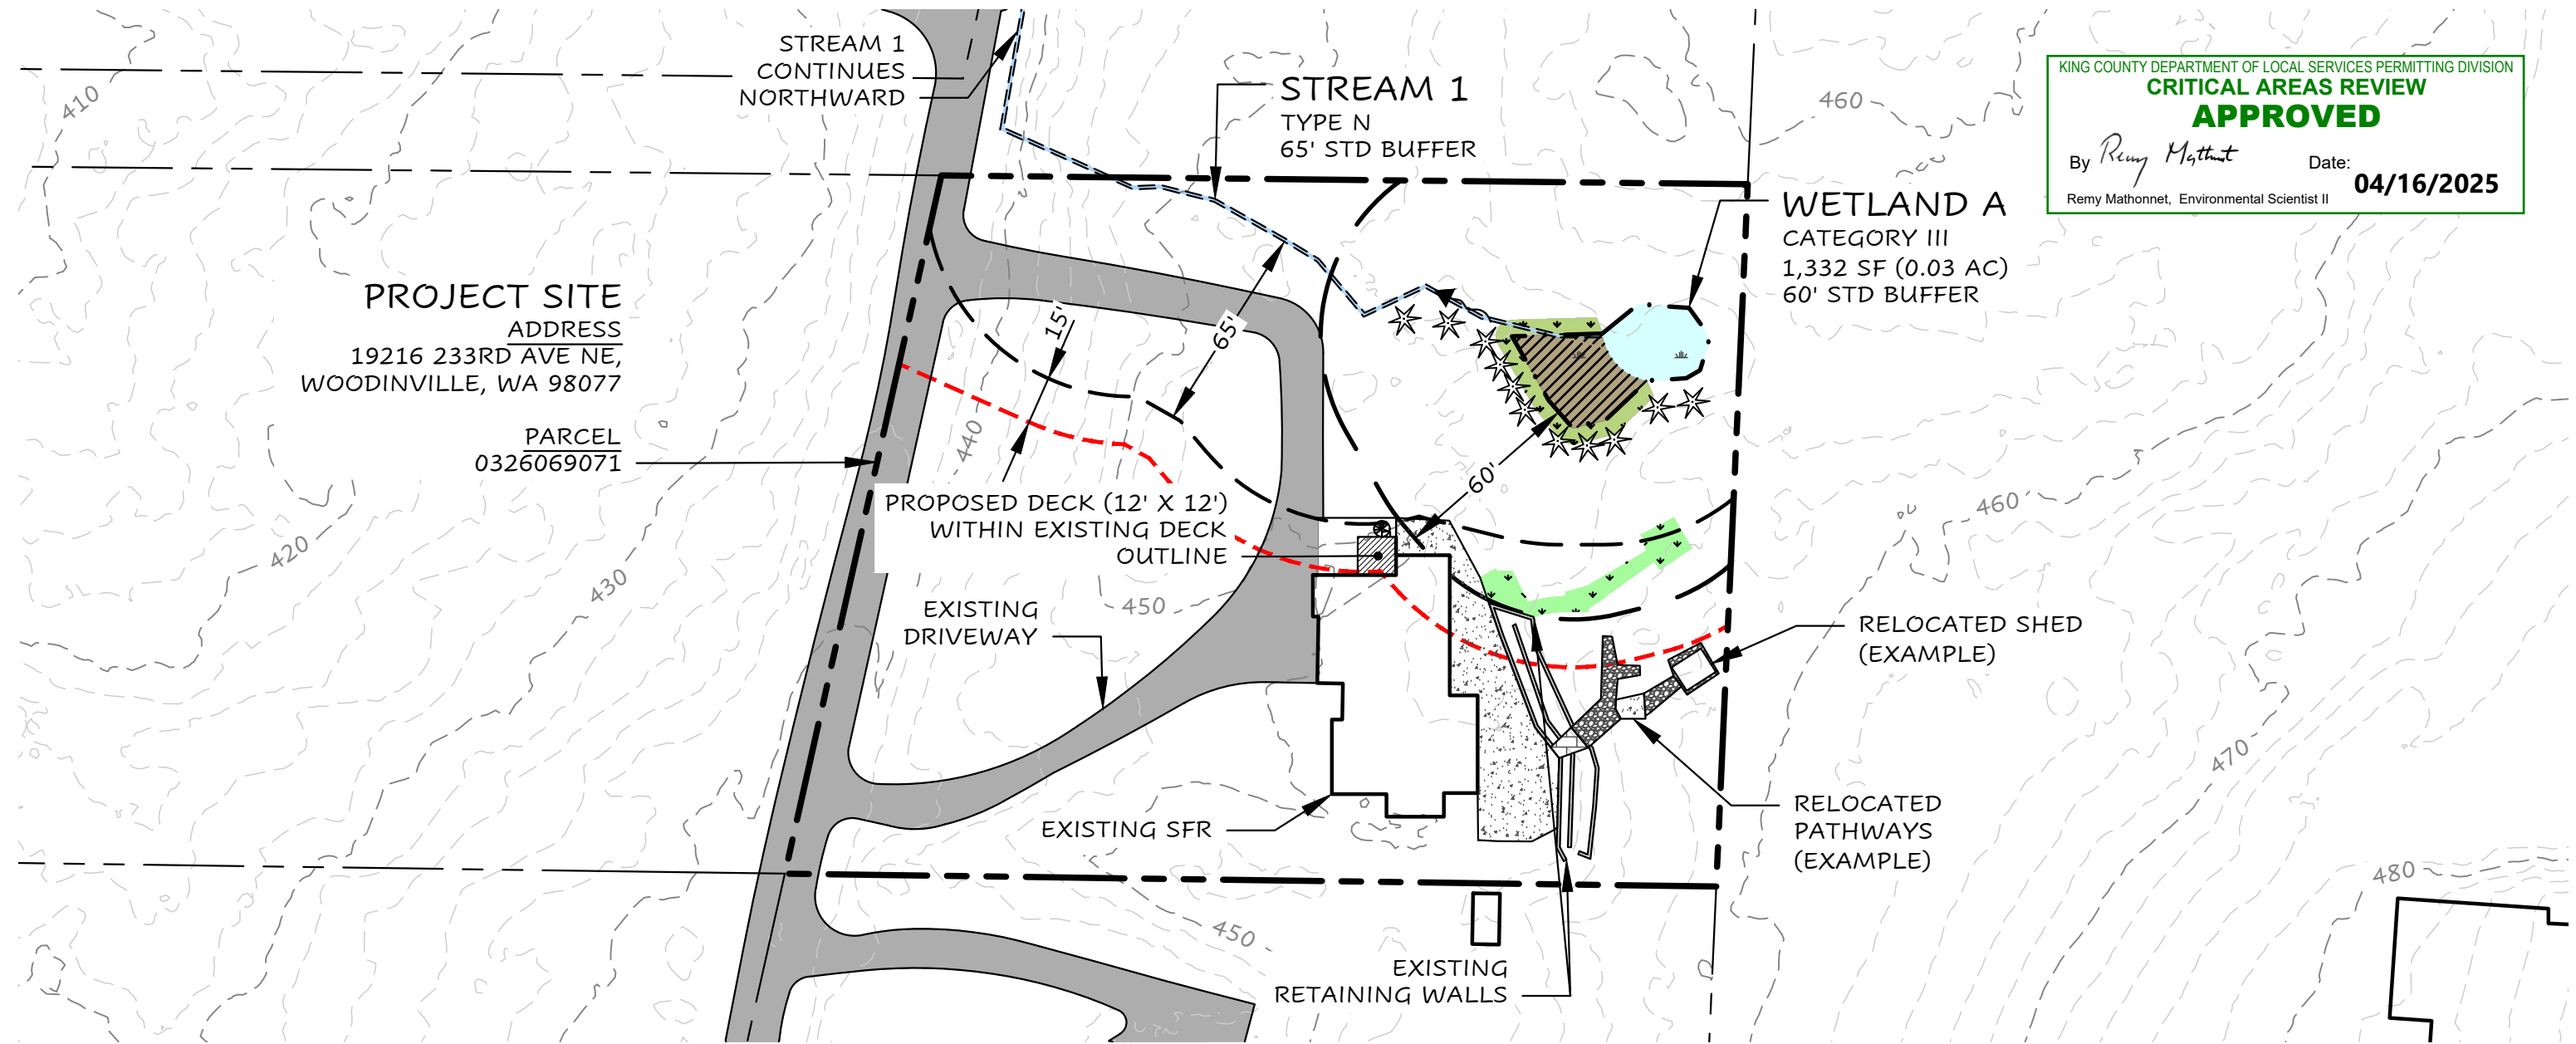 STREAM 1
CONTINUES
NORTHWARD
STREAM 1
TYPE N
65' STD BUFFER
WETLAND A
CATEGORY III
1,332 SF (0.03 AC)
60' STD BUFFER
KING COUNTY DEPARTMENT OF LOCAL SERVICES PERMITTING DIVISION
CRITICAL AREAS REVIEW
APPROVED
By Remy Mathonnet
Date:
04/16/2025
Remy Mathonnet, Environmental Scientist II
PROJECT SITE
ADDRESS
19216 233RD AVE NE,
WOODINVILLE, WA 98077
PARCEL
0326069071
410
420
430
440
450
450
460
460
470
480
15'
65'
60'
PROPOSED DECK (12' X 12')
WITHIN EXISTING DECK
OUTLINE
EXISTING
DRIVEWAY
EXISTING SFR
RELOCATED SHED
(EXAMPLE)
RELOCATED
PATHWAYS
(EXAMPLE)
EXISTING
RETAINING WALLS